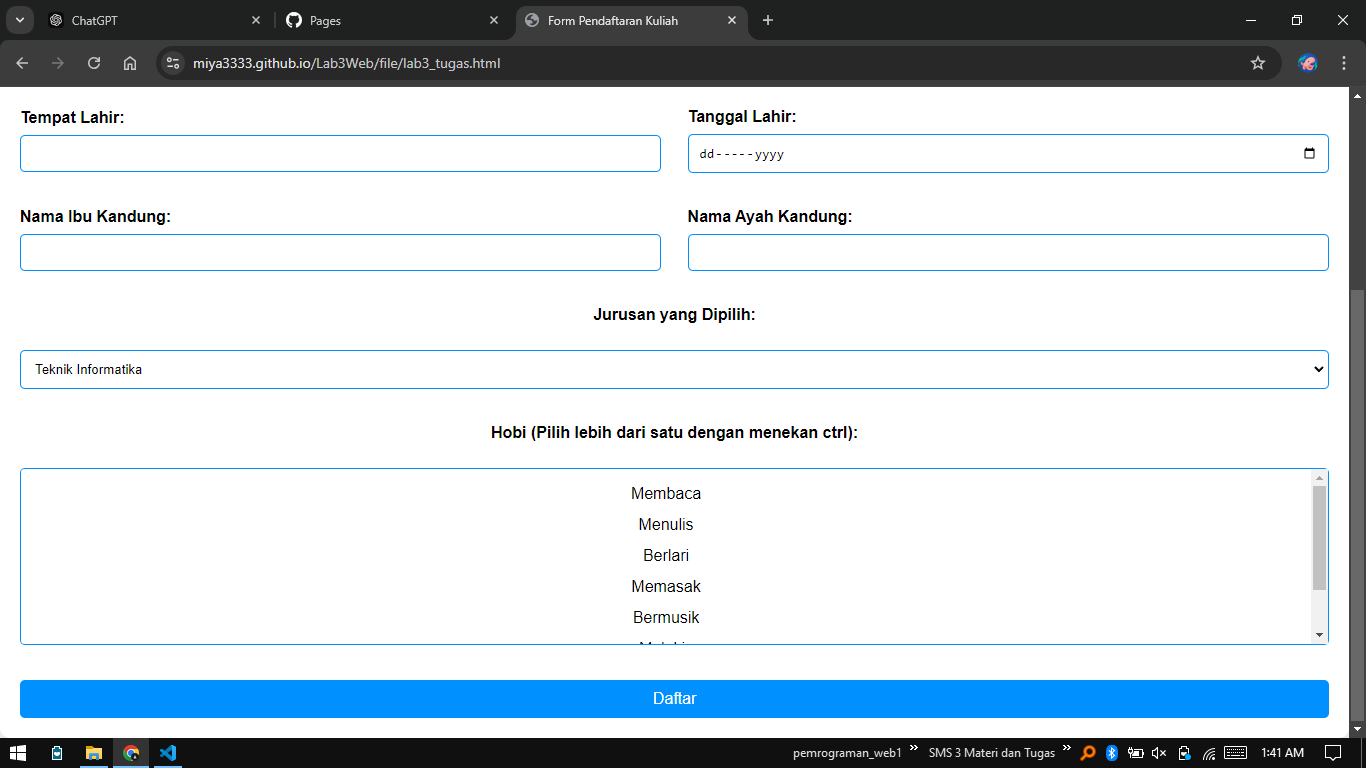 ChatGPT
Pages
Form Pendaftaran Kuliah
miya3333.github.io/Lab3Web/file/lab3_tugas.html
Tempat Lahir:
Tanggal Lahir:
dd-----yyyy
Nama Ibu Kandung:
Nama Ayah Kandung:
Jurusan yang Dipilih:
Teknik Informatika
Hobi (Pilih lebih dari satu dengan menekan ctrl):
Membaca
Menulis
Berlari
Memasak
Bermusik
Daftar
pemrograman_web1
SMS 3 Materi dan Tugas
1:41 AM